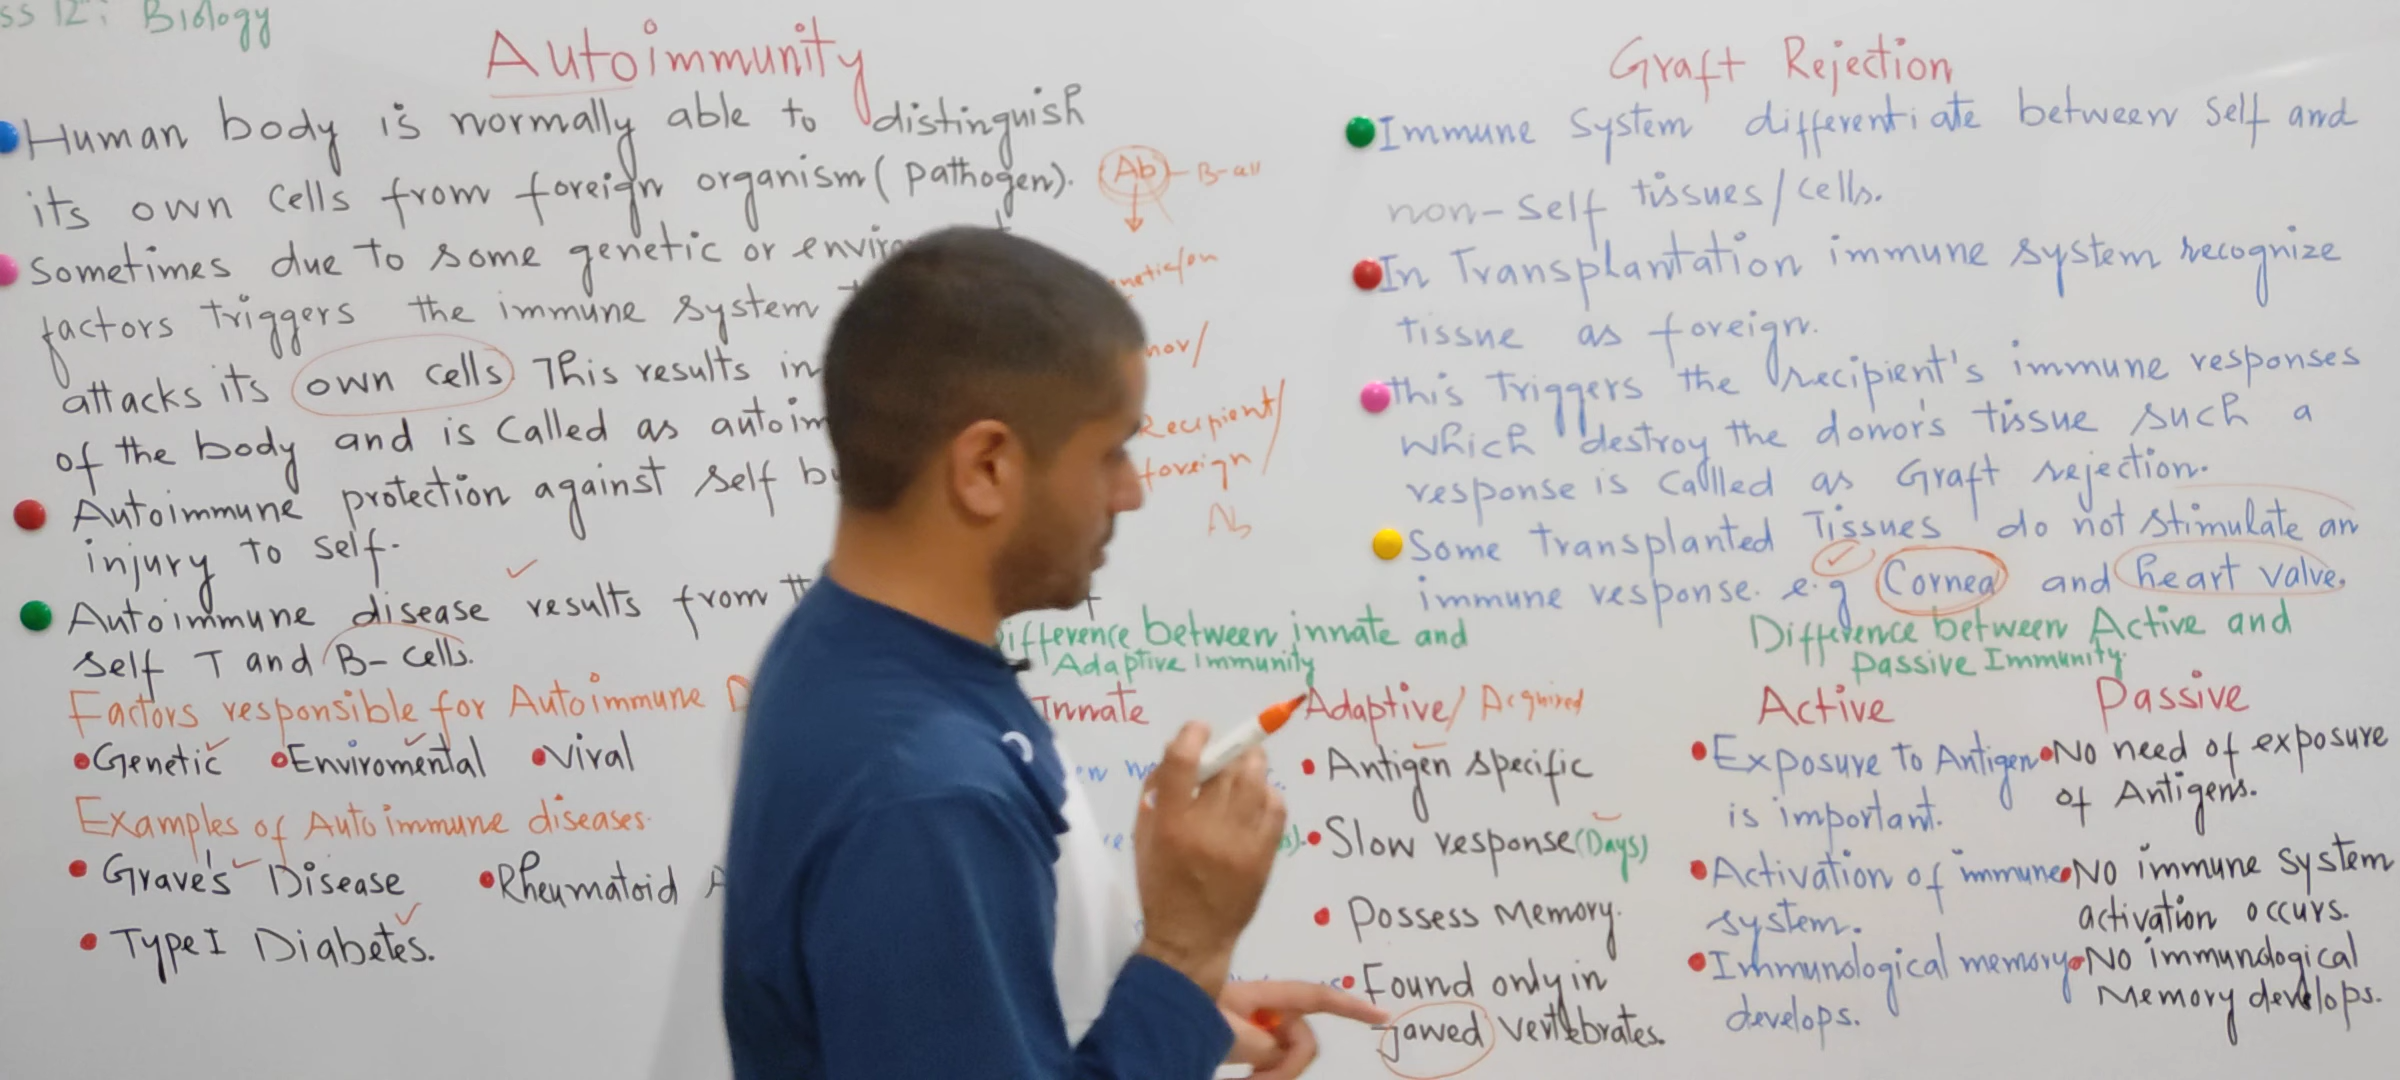 12: Biology
Autoimmunity
Human body is normally able to distinguish
its own cells from foreign organism (pathogen).
Sometimes due to some genetic or
factors triggers the immune system
attacks its own cells. This results in
of the body and is called as
Autoimmune protection against self
injury to self.
Autoimmune disease results from
self T and B-cells.
Factors responsible for Autoimmune
Genetic Enviromental Viral
Examples of Autoimmune diseases.
Grave's Disease Rheumatoid
Type I Diabetes.
Ab
Recipient/
foreign/
Ab
Graft Rejection
Immune System differentiate between self and
non-self tissues/cells.
In Transplantation immune system recognize
tissue as foreign.
this Triggers the recipient's immune responses
which destroy the donor's tissue such a
response is called as Graft rejection.
Some transplanted Tissues do not stimulate an
immune response. e.g Cornea and heart valve.
between innate and
Adaptive Immunity
Innate
Adaptive/ Acquired
Antigen specific
Slow response (Days)
Possess Memory.
Found only in
jawed vertebrates.
Difference between Active and
Passive Immunity.
Active
Exposure to Antigen
is important.
Activation of immune
system.
Immunological memory
develops.
Passive
No need of exposure
of Antigens.
No immune system
activation occurs.
No immunological
Memory develops.